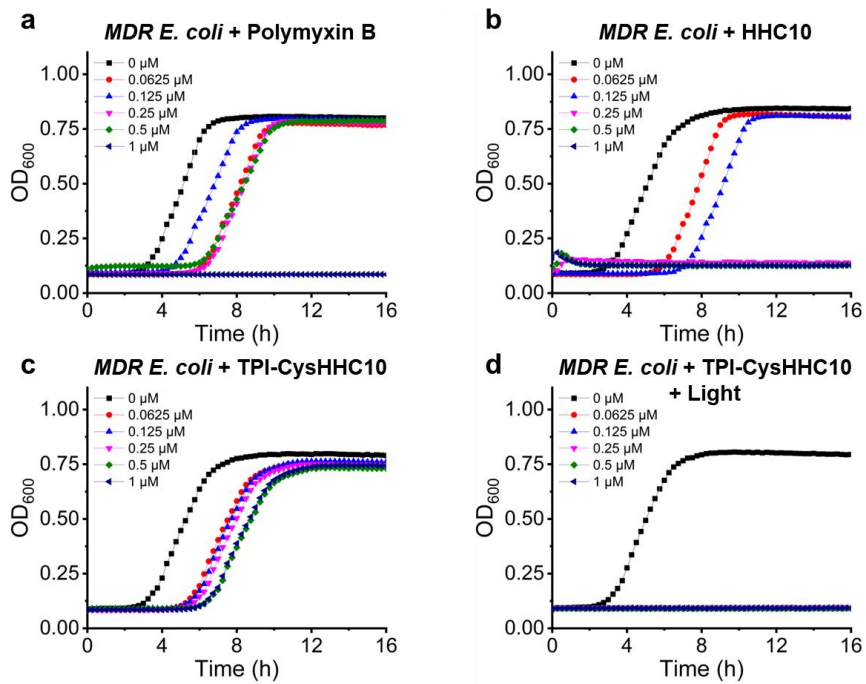 a
MDR E. coli + Polymyxin B
0 µM
0.0625 µM
0.125 µM
0.25 µM
0.5 µM
1 µM
1.00
0.75
0.50
0.25
0.00
OD600
0 4 8 12 16
Time (h)
b
MDR E. coli + HHC10
0 µM
0.0625 µM
0.125 µM
0.25 µM
0.5 µM
1 µM
1.00
0.75
0.50
0.25
0.00
OD600
0 4 8 12 16
Time (h)
c
MDR E. coli + TPI-CysHHC10
0 µM
0.0625 µM
0.125 µM
0.25 µM
0.5 µM
1 µM
1.00
0.75
0.50
0.25
0.00
OD600
0 4 8 12 16
Time (h)
d
MDR E. coli + TPI-CysHHC10
+ Light
0 µM
0.0625 µM
0.125 µM
0.25 µM
0.5 µM
1 µM
1.00
0.75
0.50
0.25
0.00
OD600
0 4 8 12 16
Time (h)